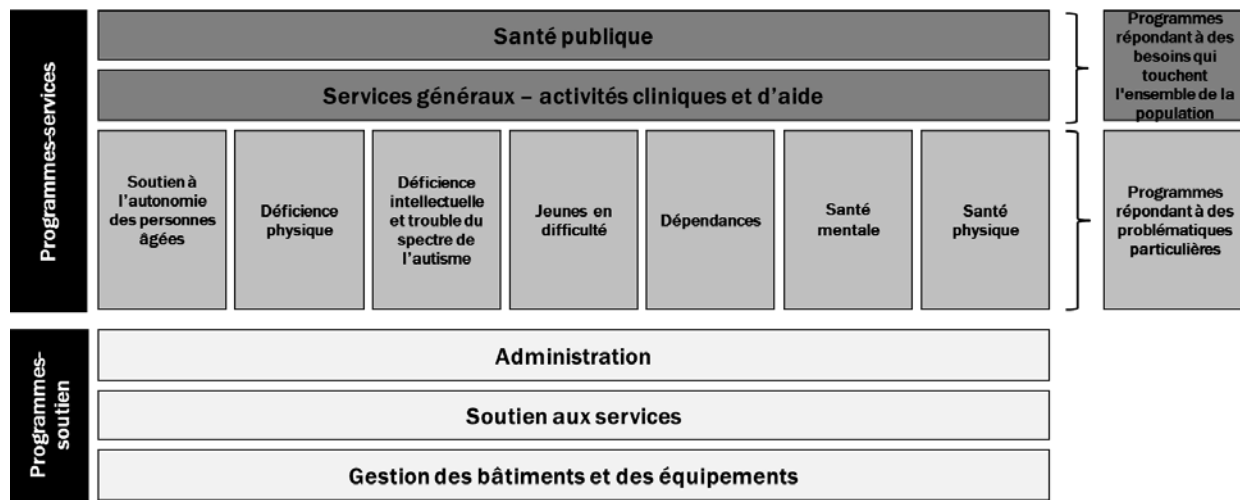 Programmes-services
Santé publique
Services généraux – activités cliniques et d’aide
Programmes
répondant à des
besoins qui
touchent
l'ensemble de la
population
Soutien à
l’autonomie
des personnes
âgées
Déficience
physique
Déficience
intellectuelle
et trouble du
spectre de
l’autisme
Jeunes en
difficulté
Dépendances
Santé
mentale
Santé
physique
Programmes
répondant à des
problématiques
particulières
Programmes-
soutien
Administration
Soutien aux services
Gestion des bâtiments et des équipements